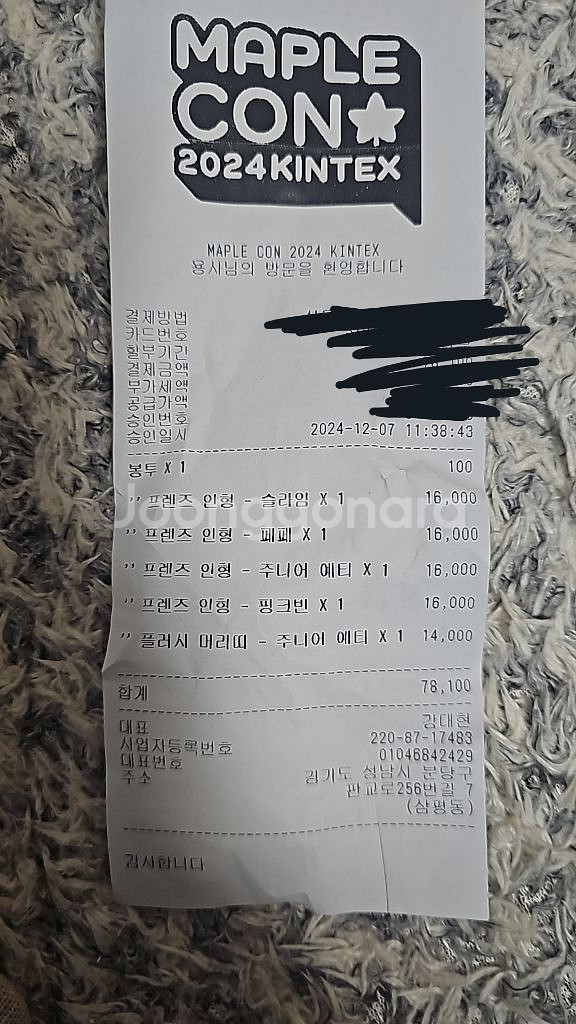 MAPLE
CON
2024 KINTEX
MAPLE CON 2024 KINTEX
용사님의 방문을 환영합니다
결제방법
카드번호
할부기간
결제금액
부가세액
공급가액
승인번호
승인일시 2024-12-07 11:38:43
봉투 X 1 100
'' 프렌즈 인형 - 슬라임 X 1 16,000
'' 프렌즈 인형 - 페페 X 1 16,000
'' 프렌즈 인형 - 주니어 예티 X 1 16,000
'' 프렌즈 인형 - 핑크빈 X 1 16,000
'' 플러시 머리띠 - 주니어 예티 X 1 14,000
Joonggonara
합계 78,100
대표 강대현
사업자등록번호 220-87-17483
대표번호 01046842429
주소 경기도 성남시 분당구
판교로256번길 7
(삼평동)
감사합니다